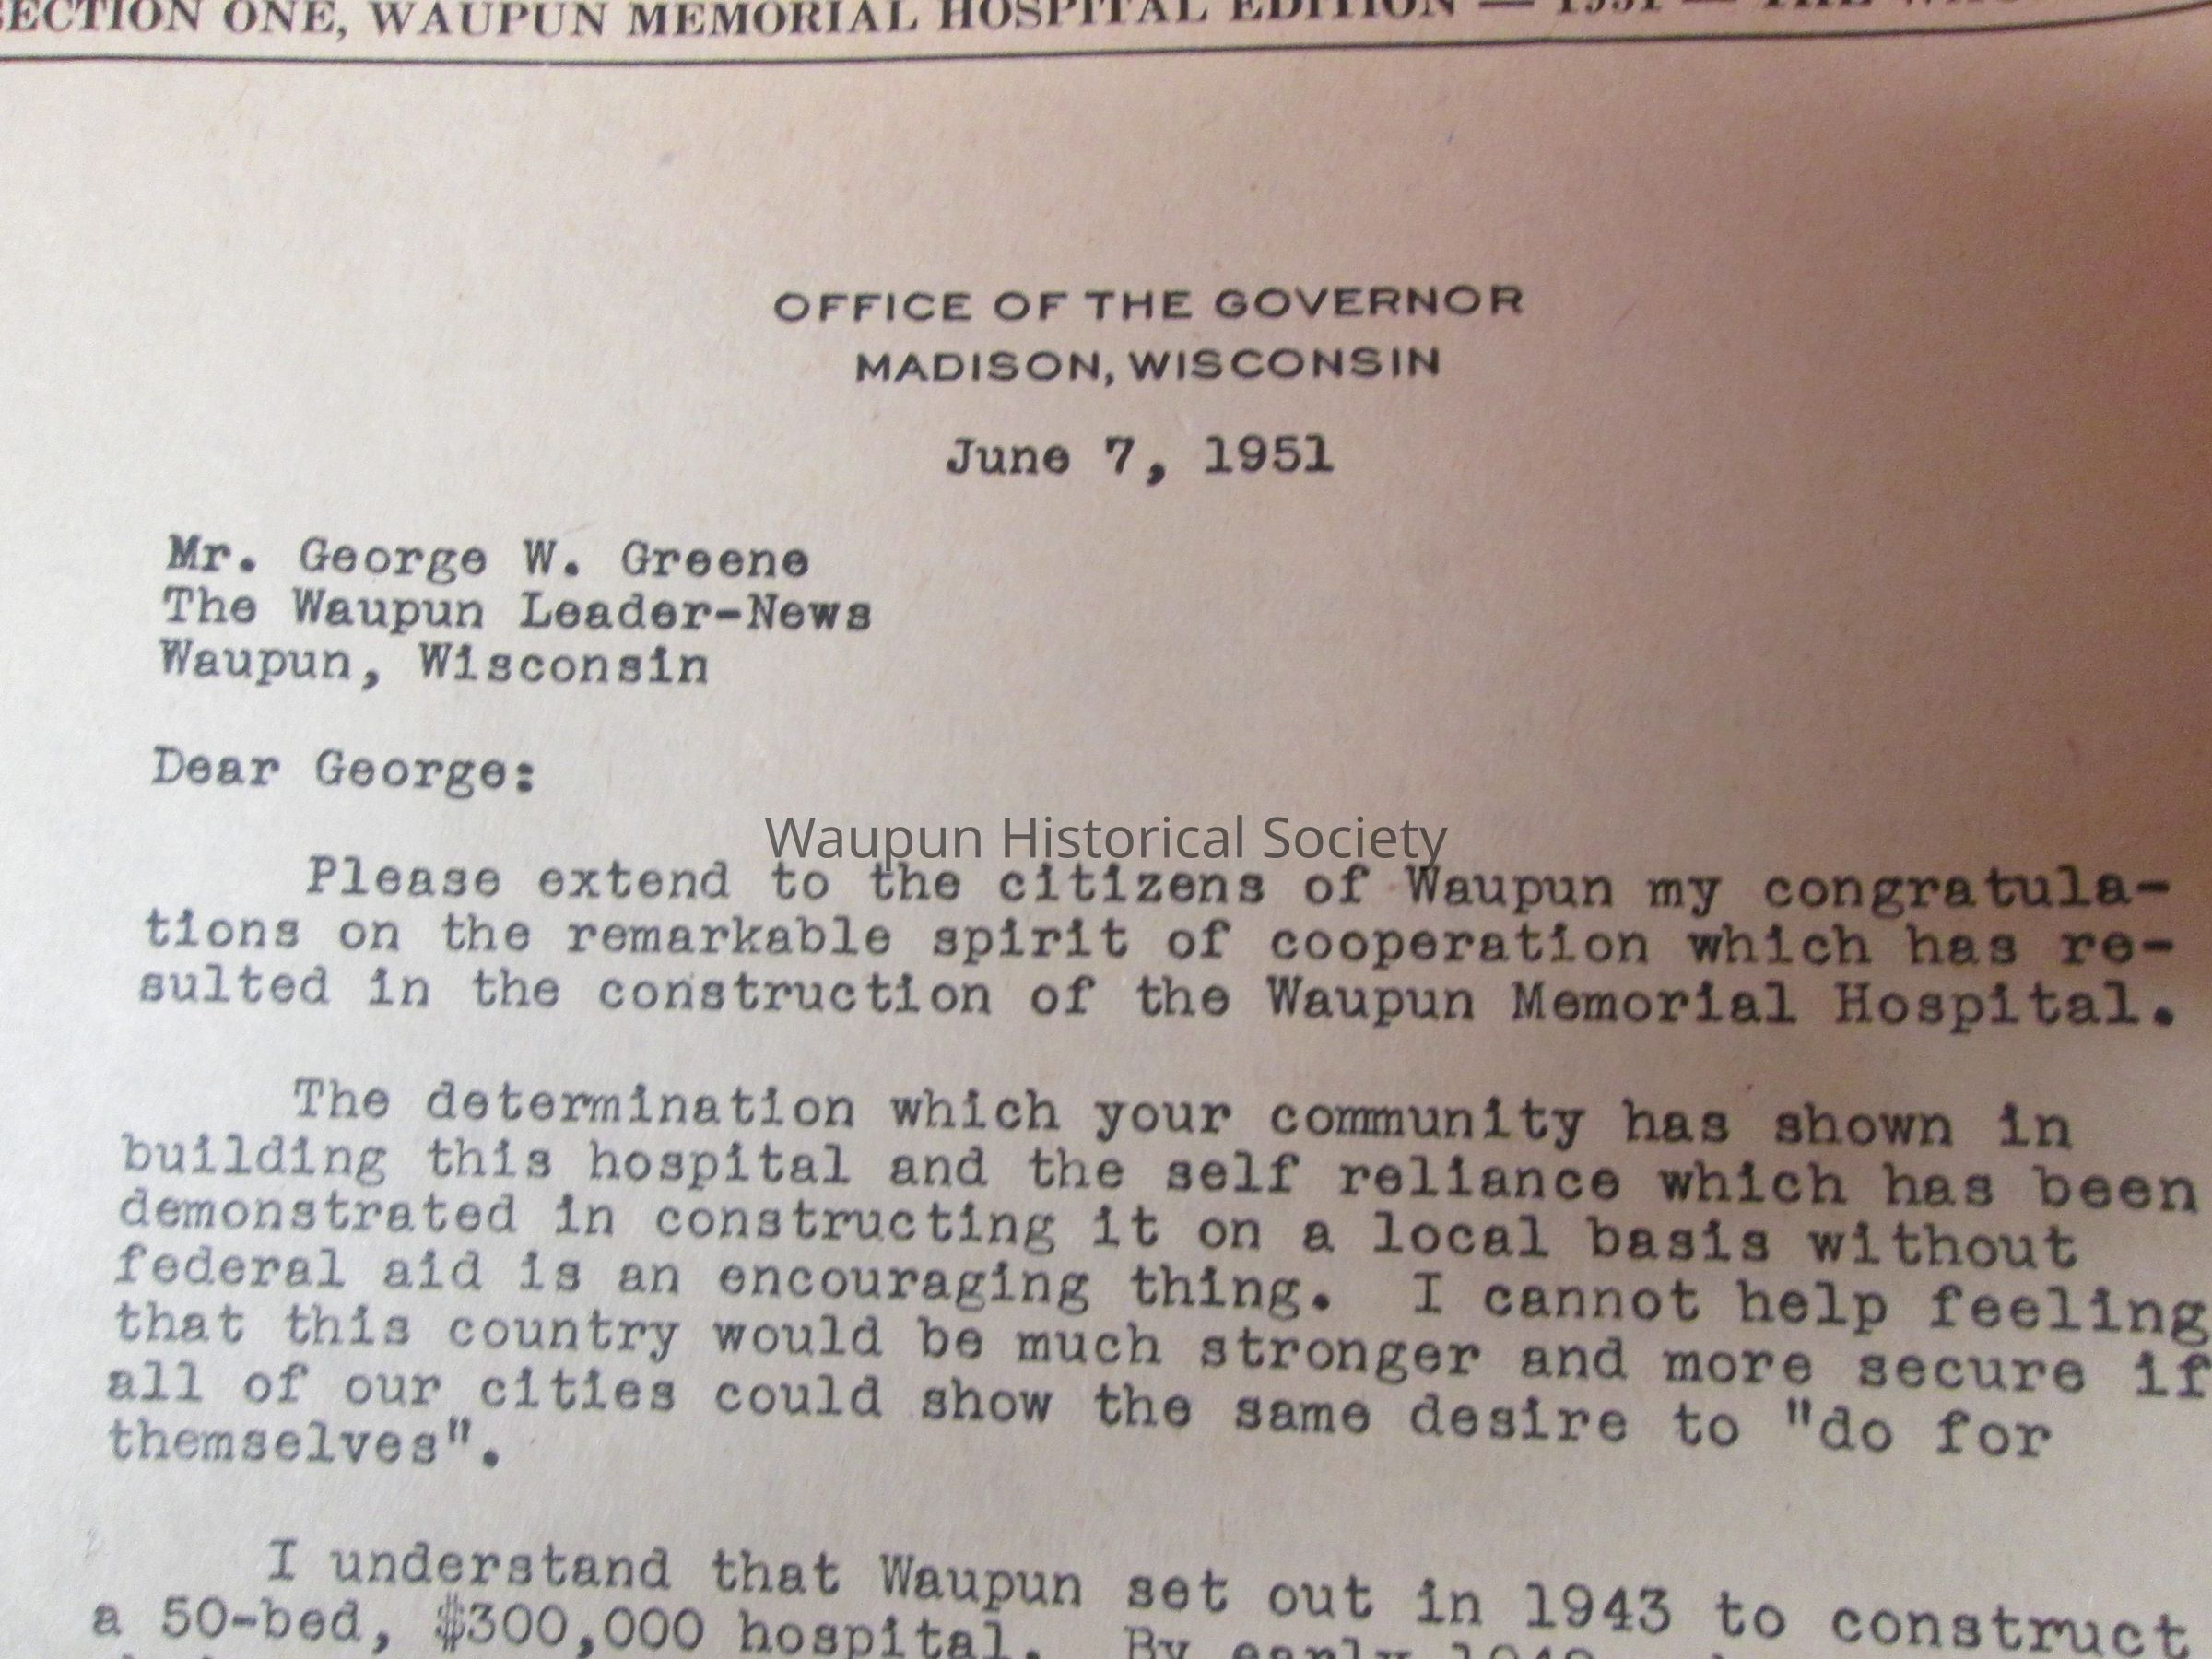 SECTION ONE, WAUPUN MEMORIAL HOSPITAL EDITION — 1951 — THE
OFFICE OF THE GOVERNOR
MADISON, WISCONSIN
June 7, 1951
Mr. George W. Greene
The Waupun Leader-News
Waupun, Wisconsin
Dear George:
Waupun Historical Society
Please extend to the citizens of Waupun my congratula-
tions on the remarkable spirit of cooperation which has re-
sulted in the construction of the Waupun Memorial Hospital.
The determination which your community has shown in
building this hospital and the self reliance which has been
demonstrated in constructing it on a local basis without
federal aid is an encouraging thing. I cannot help feeling
that this country would be much stronger and more secure if
all of our cities could show the same desire to "do for
themselves".
I understand that Waupun set out in 1943 to construct
a 50-bed, $300,000 hospital. By early